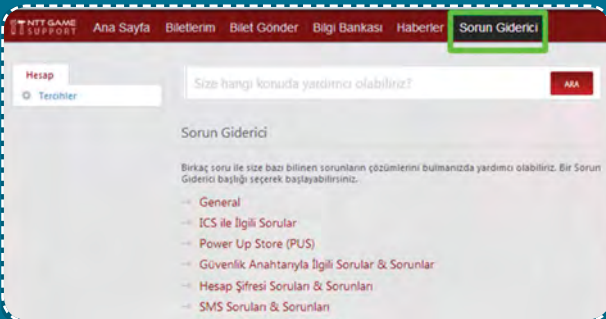 NTT GAME
SUPPORT
Ana Sayfa Biletlerim Bilet Gönder Bilgi Bankası Haberler Sorun Giderici
Hesap
Tercihler
Size hangi konuda yardımcı olabiliriz?
ARA
Sorun Giderici
Birkaç soru ile size bazı bilinen sorunların çözümlerini bulmanızda yardımcı olabiliriz. Bir Sorun
Giderici başlığı seçerek başlayabilirsiniz.
General
ICS ile İlgili Sorular
Power Up Store (PUS)
Güvenlik Anahtarıyla İlgili Sorular & Sorunlar
Hesap Şifresi Soruları & Sorunları
SMS Soruları & Sorunları